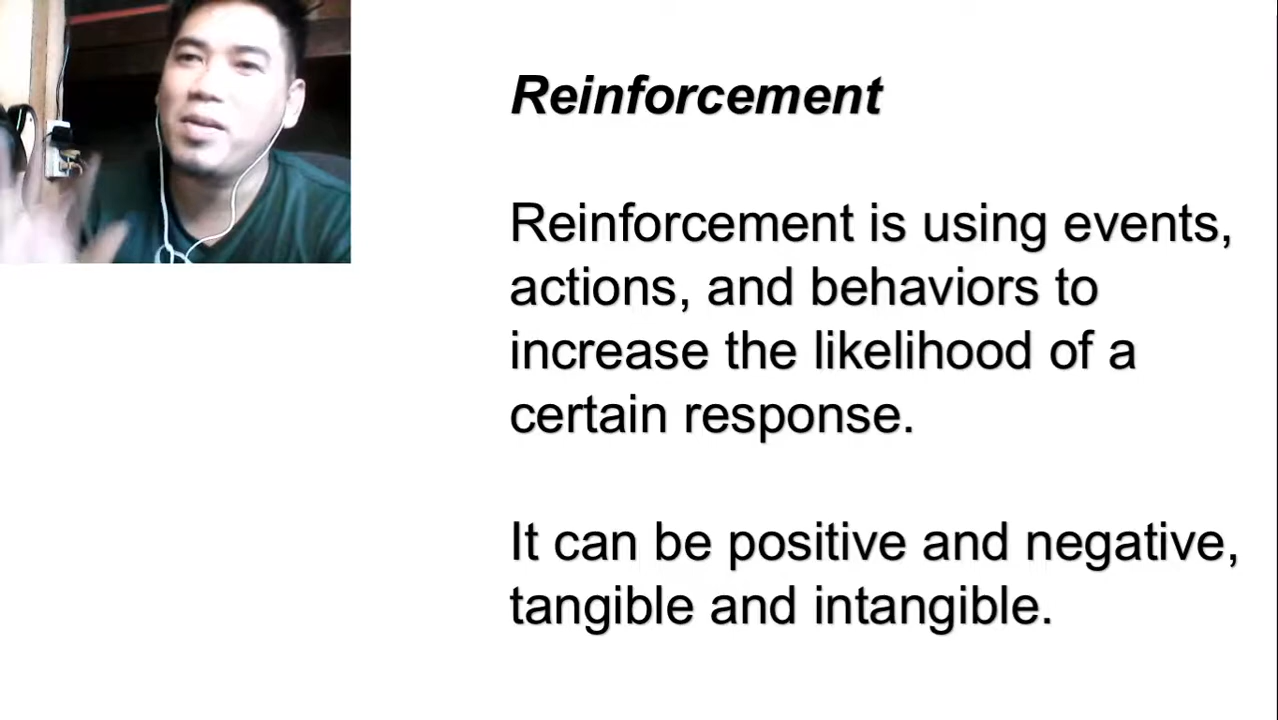 Reinforcement
Reinforcement is using events,
actions, and behaviors to
increase the likelihood of a
certain response.
It can be positive and negative,
tangible and intangible.